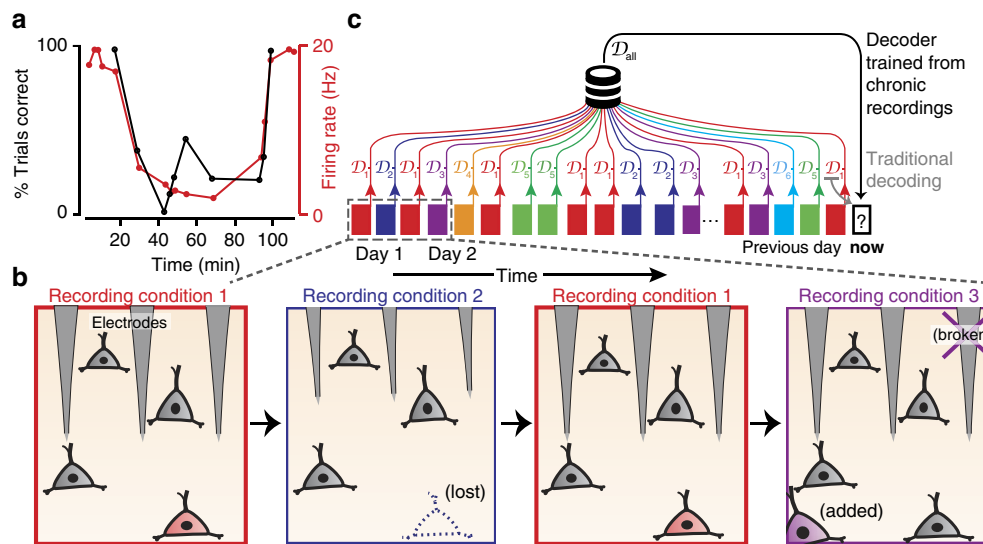 a
100
% Trials correct
0
20
Firing rate (Hz)
0
20 40 60 80 100
Time (min)
c
𝒟all
Decoder
trained from
chronic
recordings
Traditional
decoding
𝒟1 𝒟2 𝒟1 𝒟3 𝒟4 𝒟1 𝒟5 𝒟5 𝒟1 𝒟1 𝒟2 𝒟2 𝒟3 𝒟1 𝒟3 𝒟6 𝒟5 𝒟1
... ?
Day 1 Day 2
Previous day now
b
Time
Recording condition 1
Electrodes
Recording condition 2
(lost)
Recording condition 1
Recording condition 3
(broken
(added)